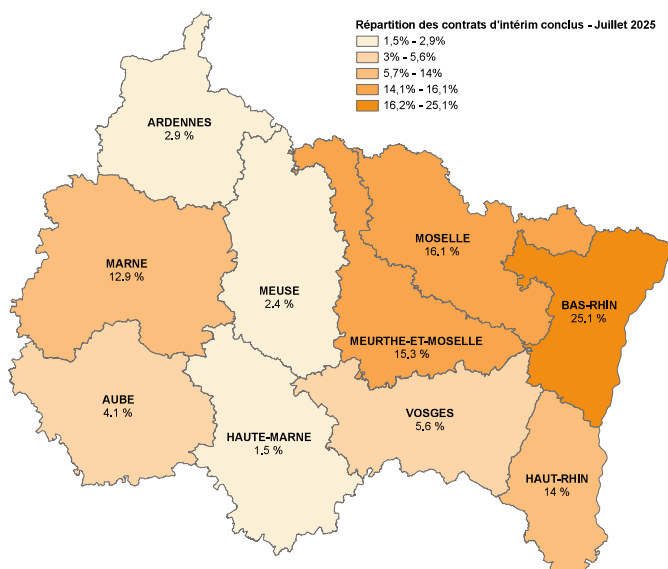 Répartition des contrats d'intérim conclus - Juillet 2025
1,5% - 2,9%
3% - 5,6%
5,7% - 14%
14,1% - 16,1%
16,2% - 25,1%
ARDENNES
2.9 %
MARNE
12.9 %
MEUSE
2.4 %
MOSELLE
16.1 %
BAS-RHIN
25.1 %
MEURTHE-ET-MOSELLE
15.3 %
AUBE
4.1 %
HAUTE-MARNE
1.5 %
VOSGES
5.6 %
HAUT-RHIN
14 %